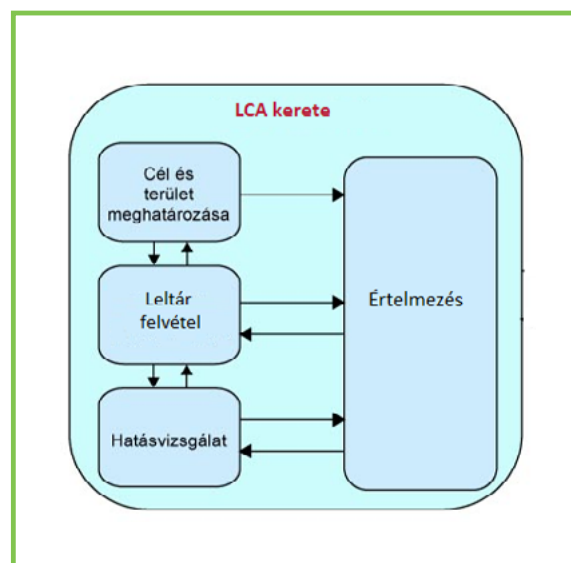 LCA kerete
Cél és
terület
meghatározása
Leltár
felvétel
Értelmezés
Hatásvizsgálat